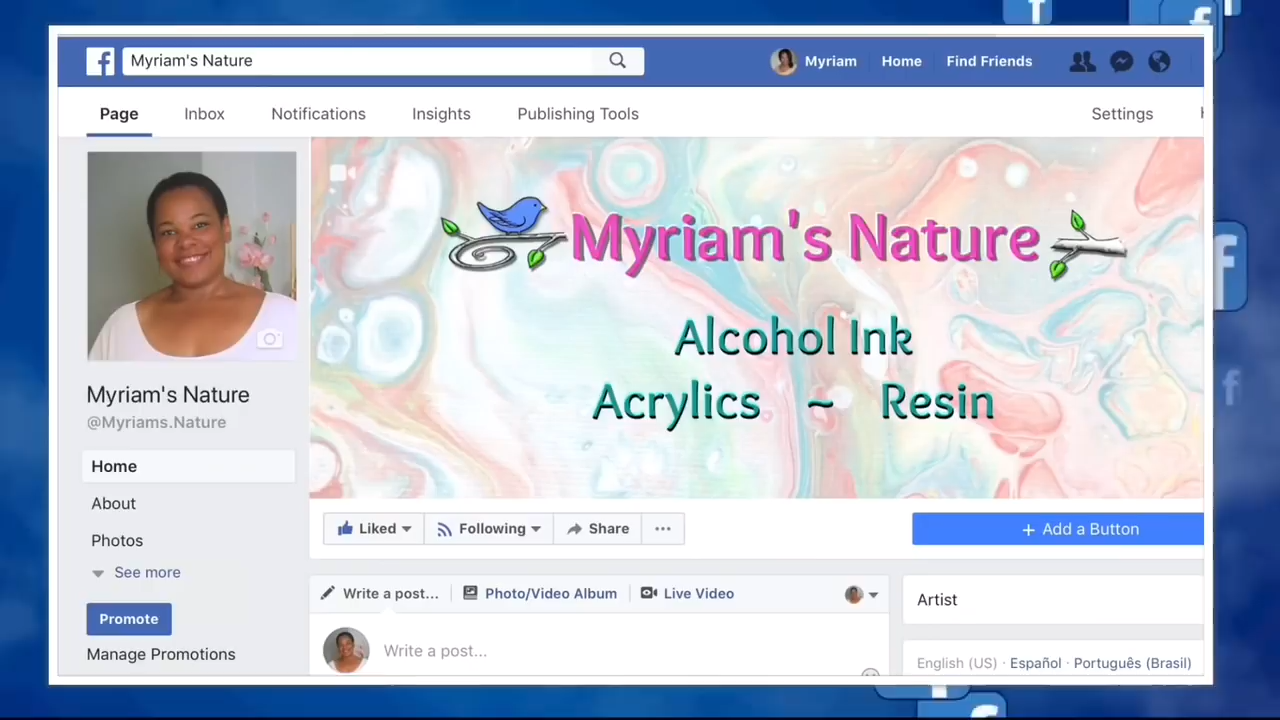 Myriam's Nature
Myriam
Home
Find Friends
Page
Inbox
Notifications
Insights
Publishing Tools
Settings
Myriam's Nature
Alcohol Ink
Acrylics ~ Resin
Myriam's Nature
@Myriams.Nature
Home
About
Photos
See more
Promote
Manage Promotions
Liked
Following
Share
+ Add a Button
Write a post...
Photo/Video Album
Live Video
Write a post...
Artist
English (US) · Español · Português (Brasil)